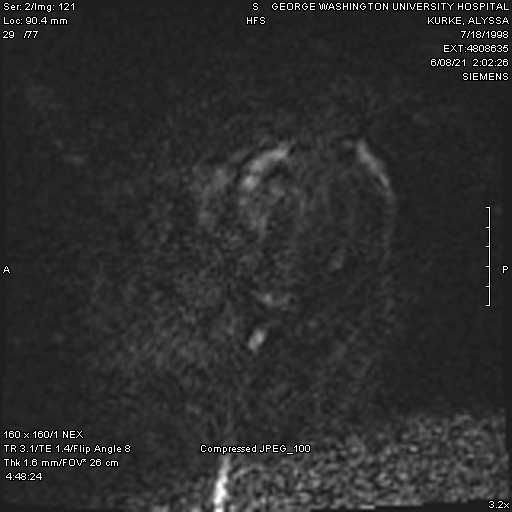 Ser: 2/Img: 121
Loc: 90.4 mm
29 /77
S
HFS
GEORGE WASHINGTON UNIVERSITY HOSPITAL
KURKE, ALYSSA
7/18/1998
EXT:4808635
6/08/21 2:02:26
SIEMENS
A
P
160 x 160/1 NEX
TR 3.1/TE 1.4/Flip Angle 8
Thk 1.6 mm/FOV* 26 cm
4:48:24
Compressed JPEG_100
3.2x